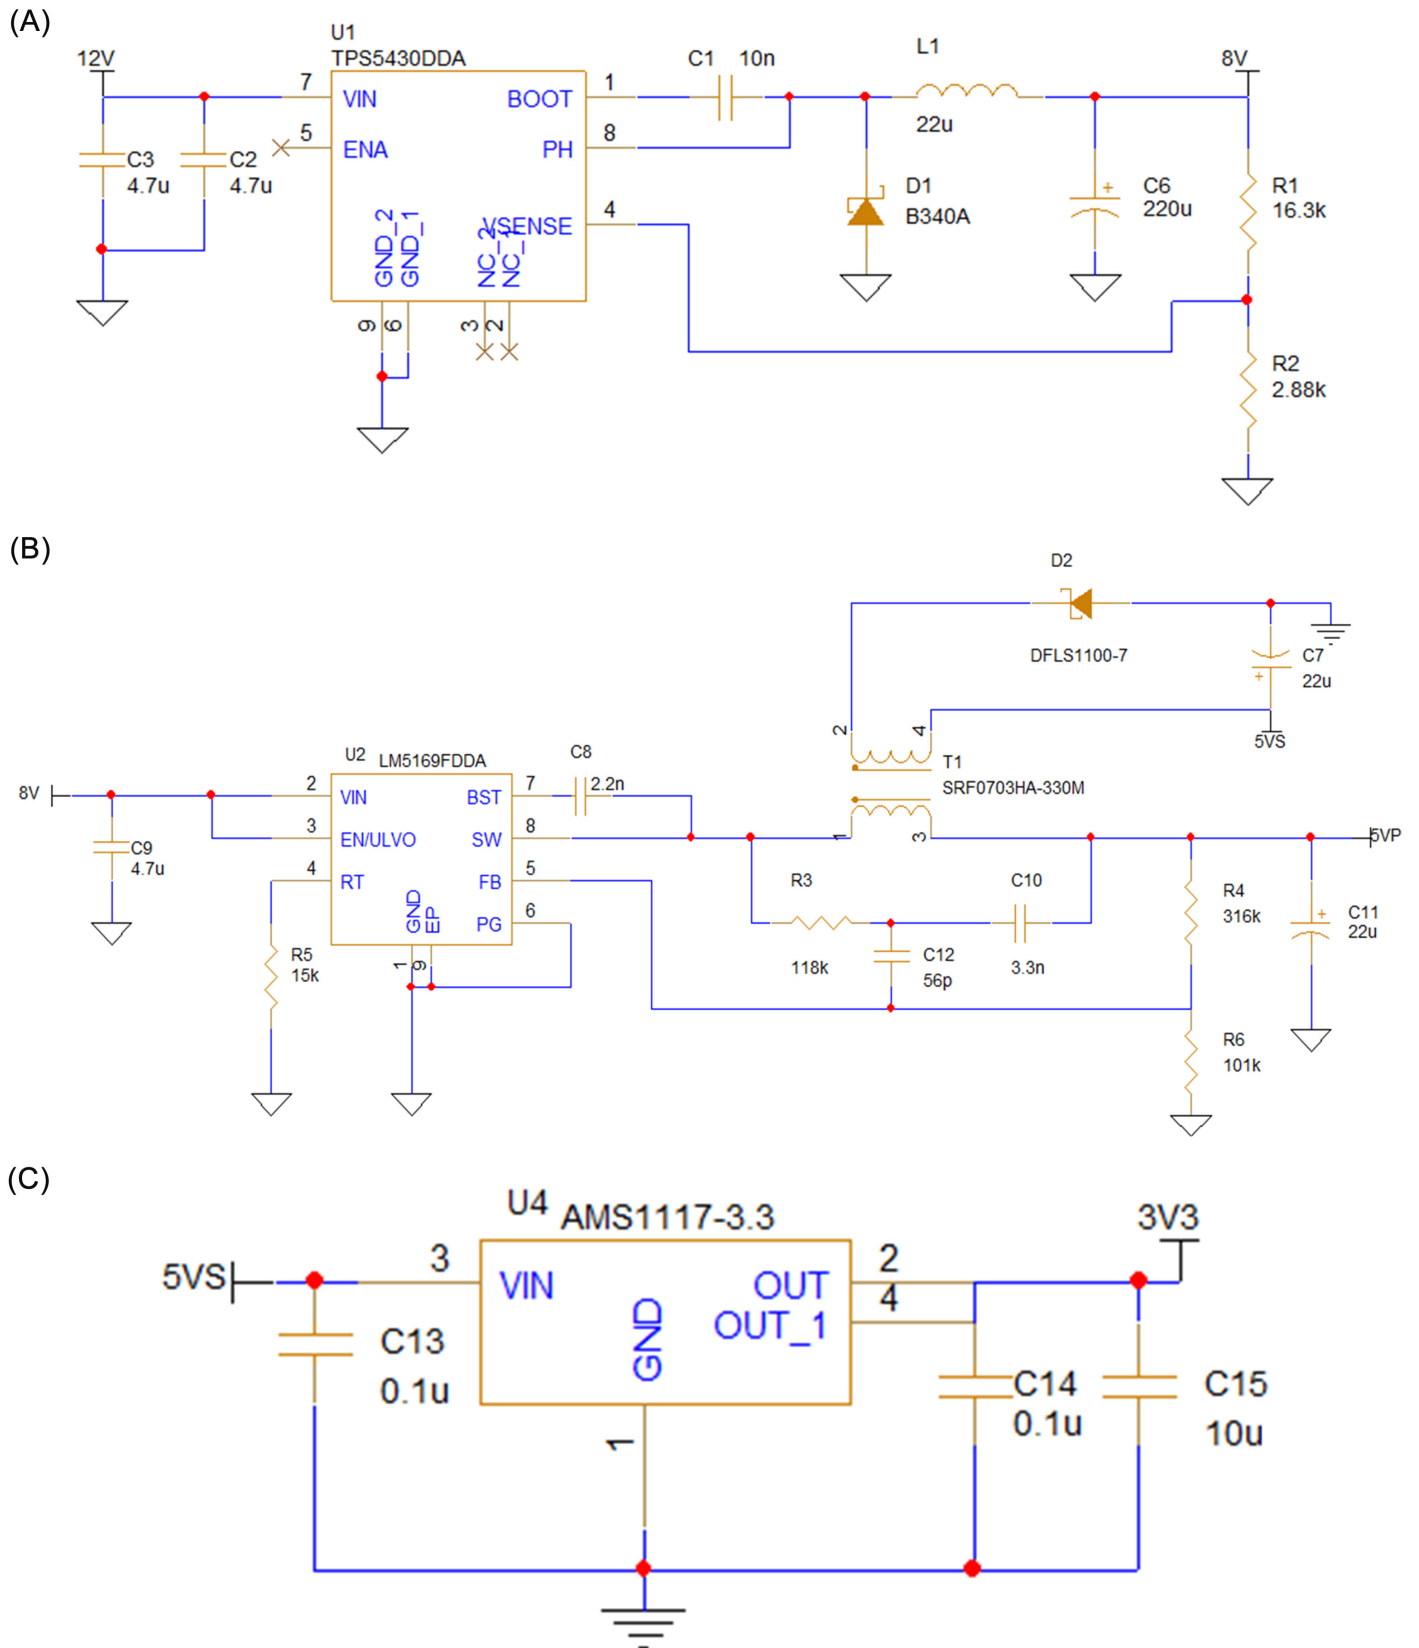 (A)
U1
TPS5430DDA
12V
7
VIN
5
ENA
C3
4.7u
C2
4.7u
GND_2
GND_1
NC_2
NC_1
VSENSE
BOOT
PH
1
8
4
9
6
3
2
C1
10n
L1
22u
8V
D1
B340A
C6
220u
R1
16.3k
R2
2.88k
(B)
D2
DFLS1100-7
C7
22u
5VS
2
4
T1
SRF0703HA-330M
1
3
U2
LM5169FDDA
8V
2
VIN
3
EN/ULVO
4
RT
C9
4.7u
R5
15k
GND
EP
1
9
BST
7
SW
8
FB
5
PG
6
C8
2.2n
R3
118k
C10
3.3n
C12
56p
R4
316k
R6
101k
C11
22u
5VP
(C)
U4
AMS1117-3.3
5VS
3
VIN
GND
1
OUT
OUT_1
2
4
3V3
C13
0.1u
C14
0.1u
C15
10u